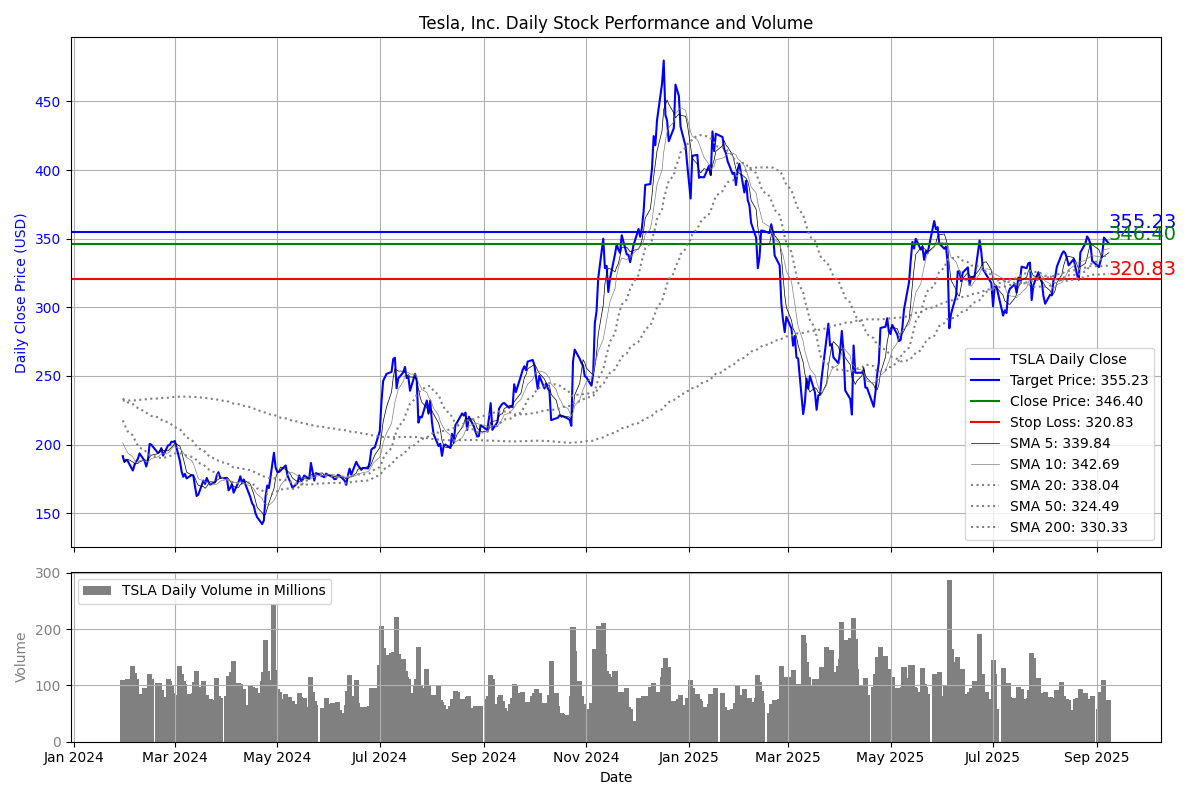 Tesla, Inc. Daily Stock Performance and Volume
Daily Close Price (USD)
450
400
350
300
250
200
150
355.23
346.40
320.83
TSLA Daily Close
Target Price: 355.23
Close Price: 346.40
Stop Loss: 320.83
SMA 5: 339.84
SMA 10: 342.69
SMA 20: 338.04
SMA 50: 324.49
SMA 200: 330.33
Volume
300
200
100
0
TSLA Daily Volume in Millions
Jan 2024 Mar 2024 May 2024 Jul 2024 Sep 2024 Nov 2024 Jan 2025 Mar 2025 May 2025 Jul 2025 Sep 2025
Date